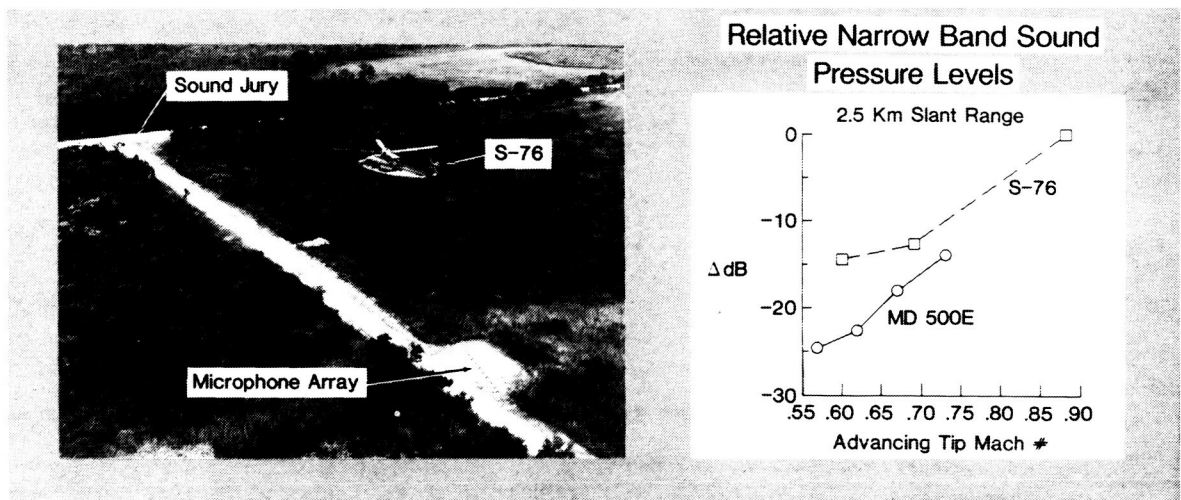 Sound Jury
S-76
Microphone Array
Relative Narrow Band Sound
Pressure Levels
2.5 Km Slant Range
0
-10
Δ dB
-20
-30
S-76
MD 500E
.55 .60 .65 .70 .75 .80 .85 .90
Advancing Tip Mach #